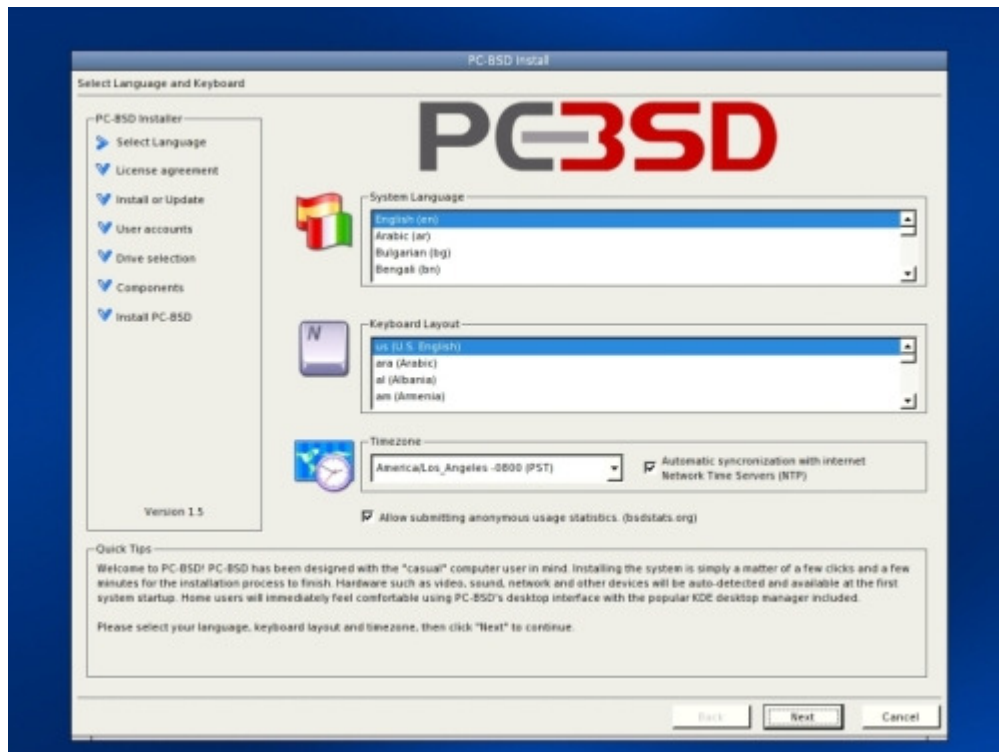 PC-BSD Install
Select Language and Keyboard
PC-BSD Installer
Select Language
License agreement
Install or Update
User accounts
Drive selection
Components
Install PC-BSD
Version 1.5
PCBSD
System Language
English (en)
Arabic (ar)
Bulgarian (bg)
Bengali (bn)
N
Keyboard Layout
us (U.S. English)
ara (Arabic)
al (Albania)
am (Armenia)
Timezone
America/Los_Angeles -0800 (PST)
Automatic syncronization with internet
Network Time Servers (NTP)
Allow submitting anonymous usage statistics. (bsdstats.org)
Quick Tips
Welcome to PC-BSD! PC-BSD has been designed with the "casual" computer user in mind. Installing the system is simply a matter of a few clicks and a few
minutes for the installation process to finish. Hardware such as video, sound, network and other devices will be auto-detected and available at the first
system startup. Home users will immediately feel comfortable using PC-BSD's desktop interface with the popular KDE desktop manager included.
Please select your language, keyboard layout and timezone, then click "Next" to continue.
Back
Next
Cancel